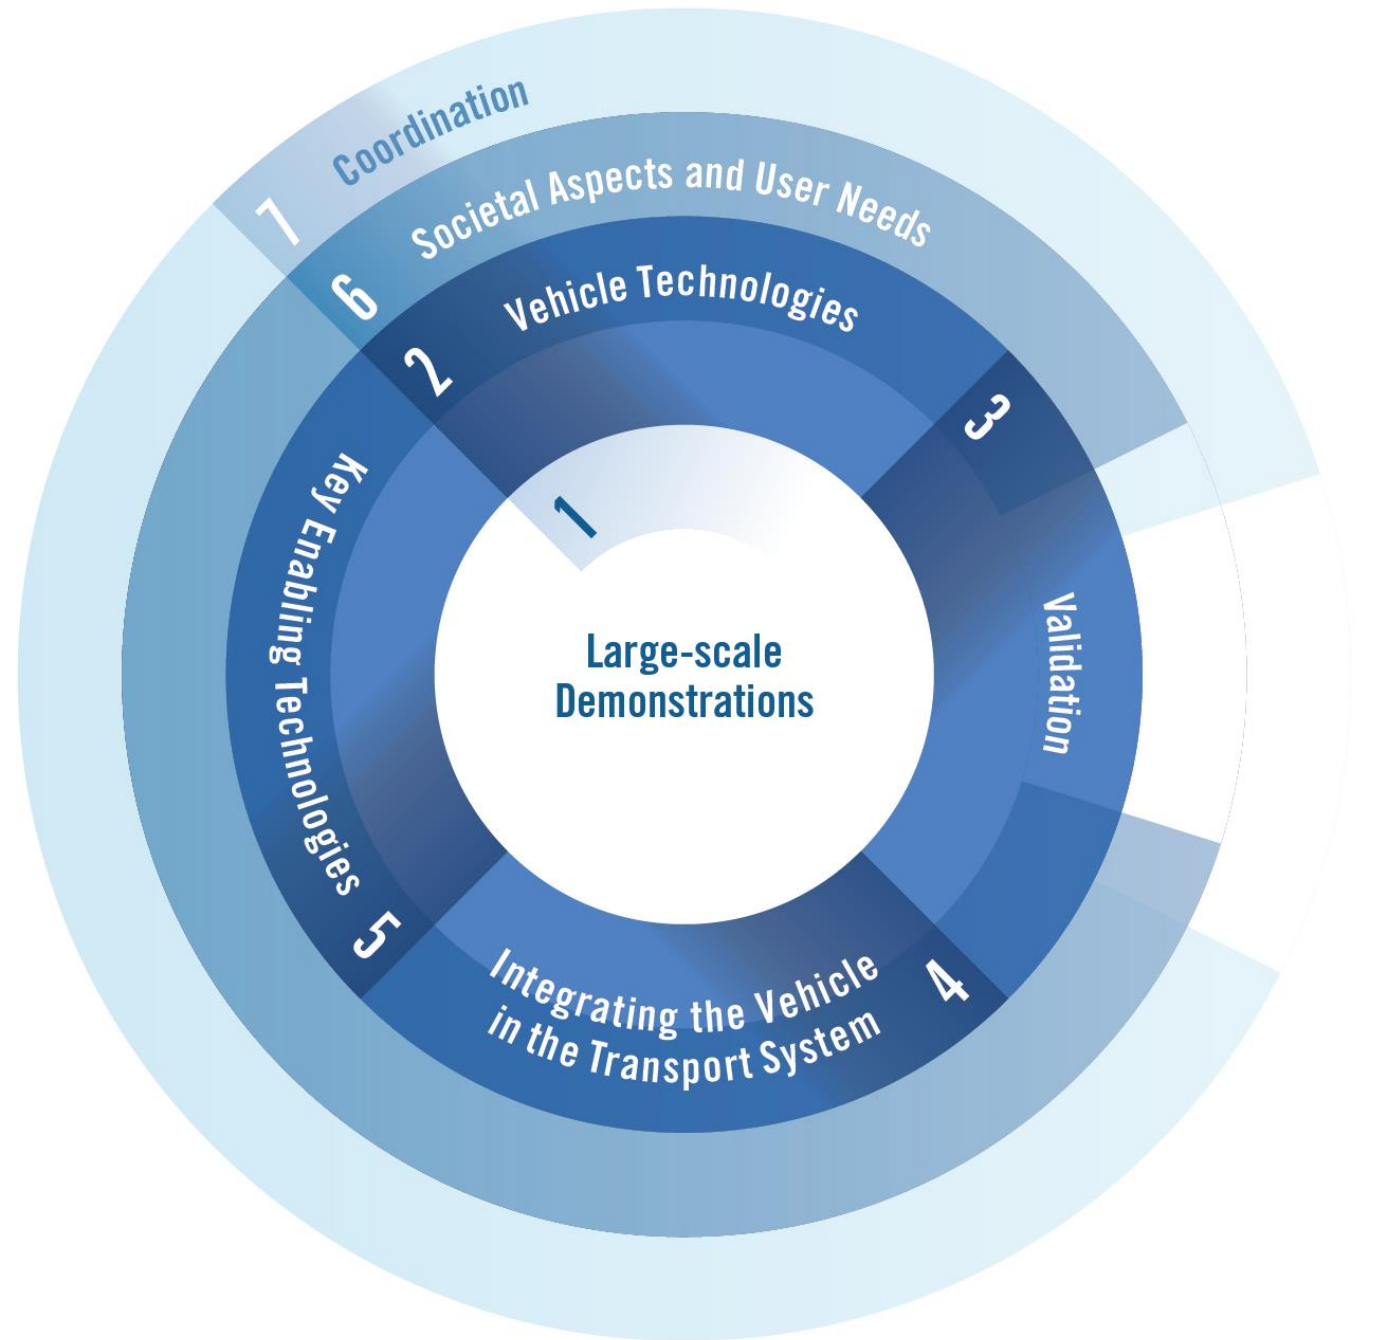 7
Coordination
6
Societal Aspects and User Needs
2
Vehicle Technologies
1
Large-scale
Demonstrations
3
Validation
4
Integrating the Vehicle
in the Transport System
5
Key Enabling Technologies